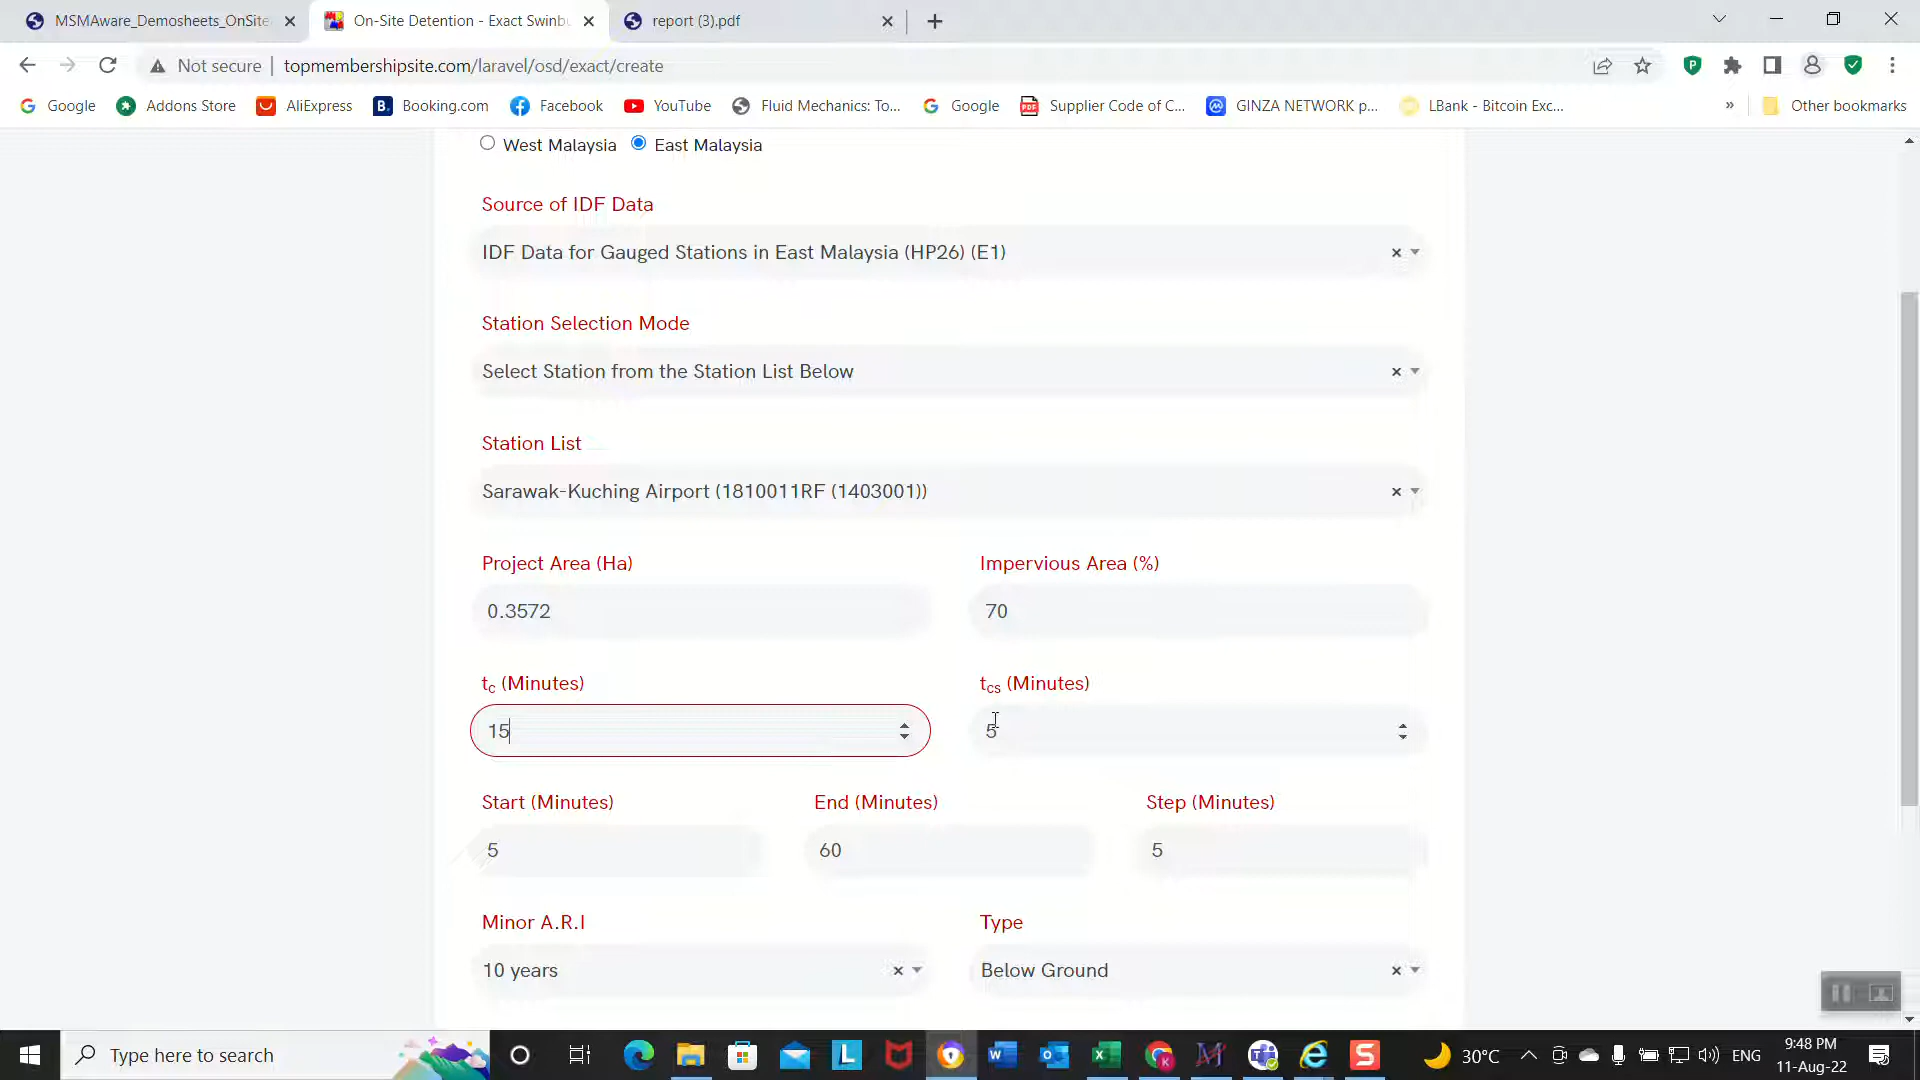 MSMAware_Demosheets_OnSite
On-Site Detention - Exact Swinbu
report (3).pdf
Not secure
topmembershipsite.com/laravel/osd/exact/create
Google
Addons Store
AliExpress
Booking.com
Facebook
YouTube
Fluid Mechanics: To...
Google
Supplier Code of C...
GINZA NETWORK p...
LBank - Bitcoin Exc...
»
Other bookmarks
West Malaysia
East Malaysia
Source of IDF Data
IDF Data for Gauged Stations in East Malaysia (HP26) (E1)
Station Selection Mode
Select Station from the Station List Below
Station List
Sarawak-Kuching Airport (1810011RF (1403001))
Project Area (Ha)
Impervious Area (%)
0.3572
70
tc (Minutes)
tcs (Minutes)
15
5
Start (Minutes)
End (Minutes)
Step (Minutes)
5
60
5
Minor A.R.I
Type
10 years
Below Ground
Type here to search
30°C
ENG
9:48 PM
11-Aug-22